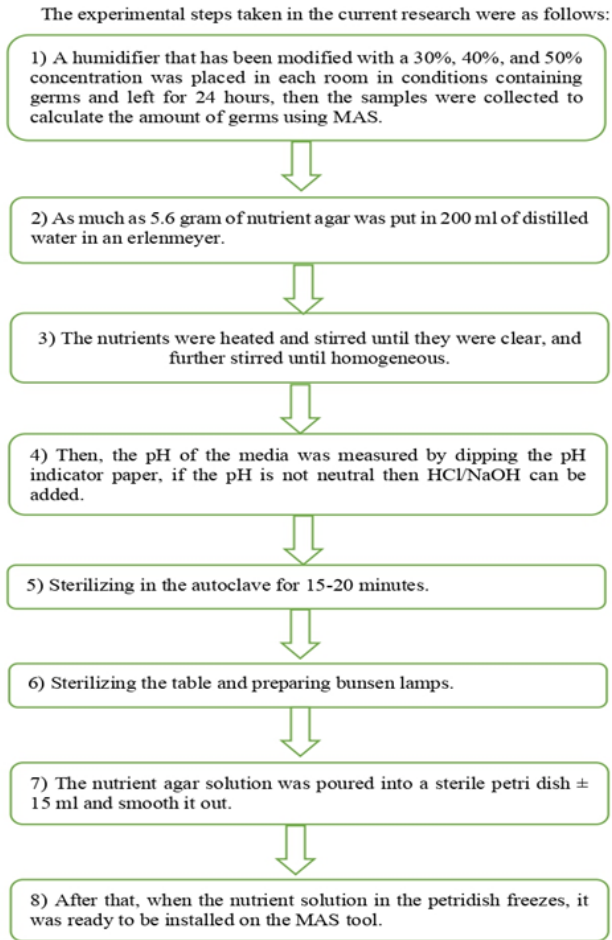 The experimental steps taken in the current research were as follows:
1) A humidifier that has been modified with a 30%, 40%, and 50%
concentration was placed in each room in conditions containing
germs and left for 24 hours, then the samples were collected to
calculate the amount of germs using MAS.
2) As much as 5.6 gram of nutrient agar was put in 200 ml of distilled
water in an erlenmeyer.
3) The nutrients were heated and stirred until they were clear, and
further stirred until homogeneous.
4) Then, the pH of the media was measured by dipping the pH
indicator paper, if the pH is not neutral then HCl/NaOH can be
added.
5) Sterilizing in the autoclave for 15-20 minutes.
6) Sterilizing the table and preparing bunsen lamps.
7) The nutrient agar solution was poured into a sterile petri dish ±
15 ml and smooth it out.
8) After that, when the nutrient solution in the petridish freezes, it
was ready to be installed on the MAS tool.